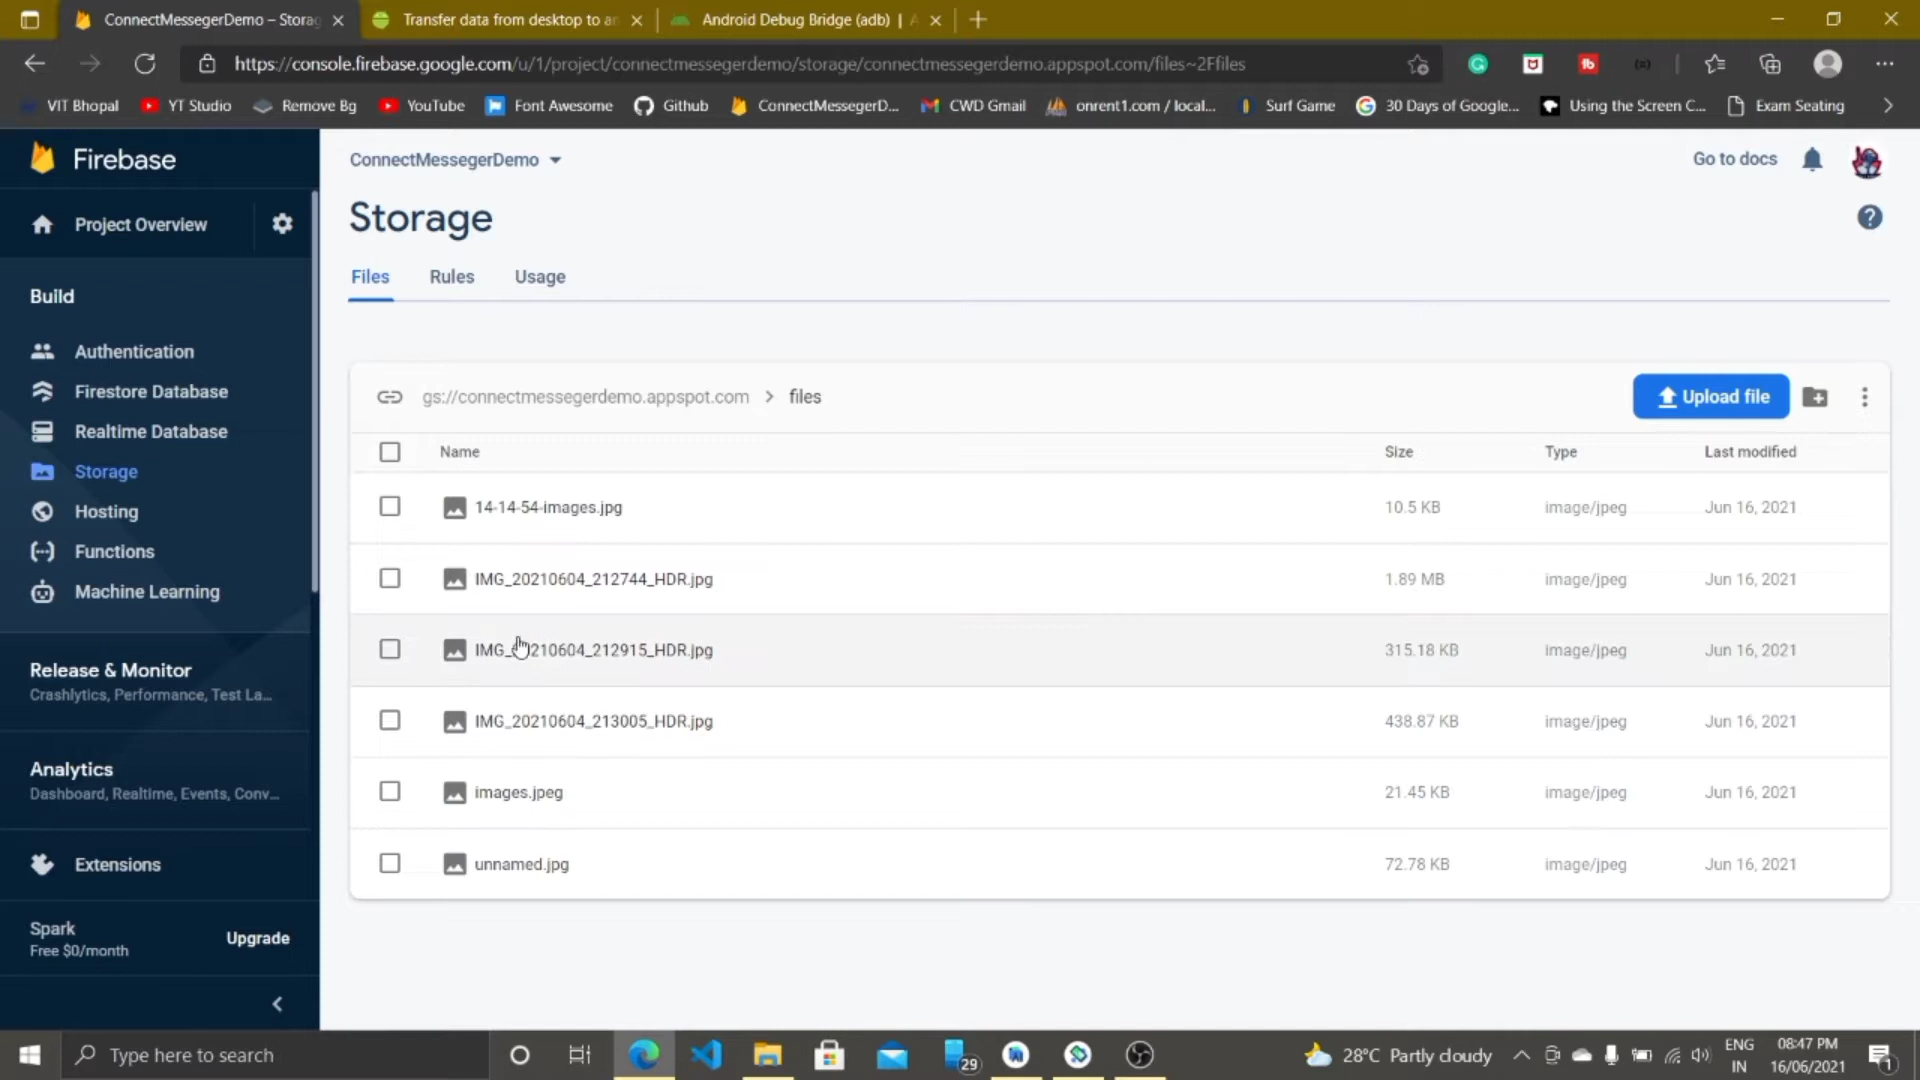 ConnectMessegerDemo – Storag
Transfer data from desktop to an
Android Debug Bridge (adb) | A
https://console.firebase.google.com/u/1/project/connectmessegerdemo/storage/connectmessegerdemo.appspot.com/files~2Ffiles
VIT Bhopal YT Studio Remove Bg YouTube Font Awesome Github ConnectMessegerD... CWD Gmail onrent1.com / local... Surf Game 30 Days of Google... Using the Screen C... Exam Seating
Firebase
Project Overview
Build
Authentication
Firestore Database
Realtime Database
Storage
Hosting
Functions
Machine Learning
Release & Monitor
Crashlytics, Performance, Test La...
Analytics
Dashboard, Realtime, Events, Conv...
Extensions
Spark
Free $0/month
Upgrade
ConnectMessegerDemo
Go to docs
Storage
Files Rules Usage
gs://connectmessegerdemo.appspot.com > files
Upload file
Name Size Type Last modified
14-14-54-images.jpg 10.5 KB image/jpeg Jun 16, 2021
IMG_20210604_212744_HDR.jpg 1.89 MB image/jpeg Jun 16, 2021
IMG_20210604_212915_HDR.jpg 315.18 KB image/jpeg Jun 16, 2021
IMG_20210604_213005_HDR.jpg 438.87 KB image/jpeg Jun 16, 2021
images.jpeg 21.45 KB image/jpeg Jun 16, 2021
unnamed.jpg 72.78 KB image/jpeg Jun 16, 2021
Type here to search
29
28°C Partly cloudy
ENG
IN
08:47 PM
16/06/2021
1